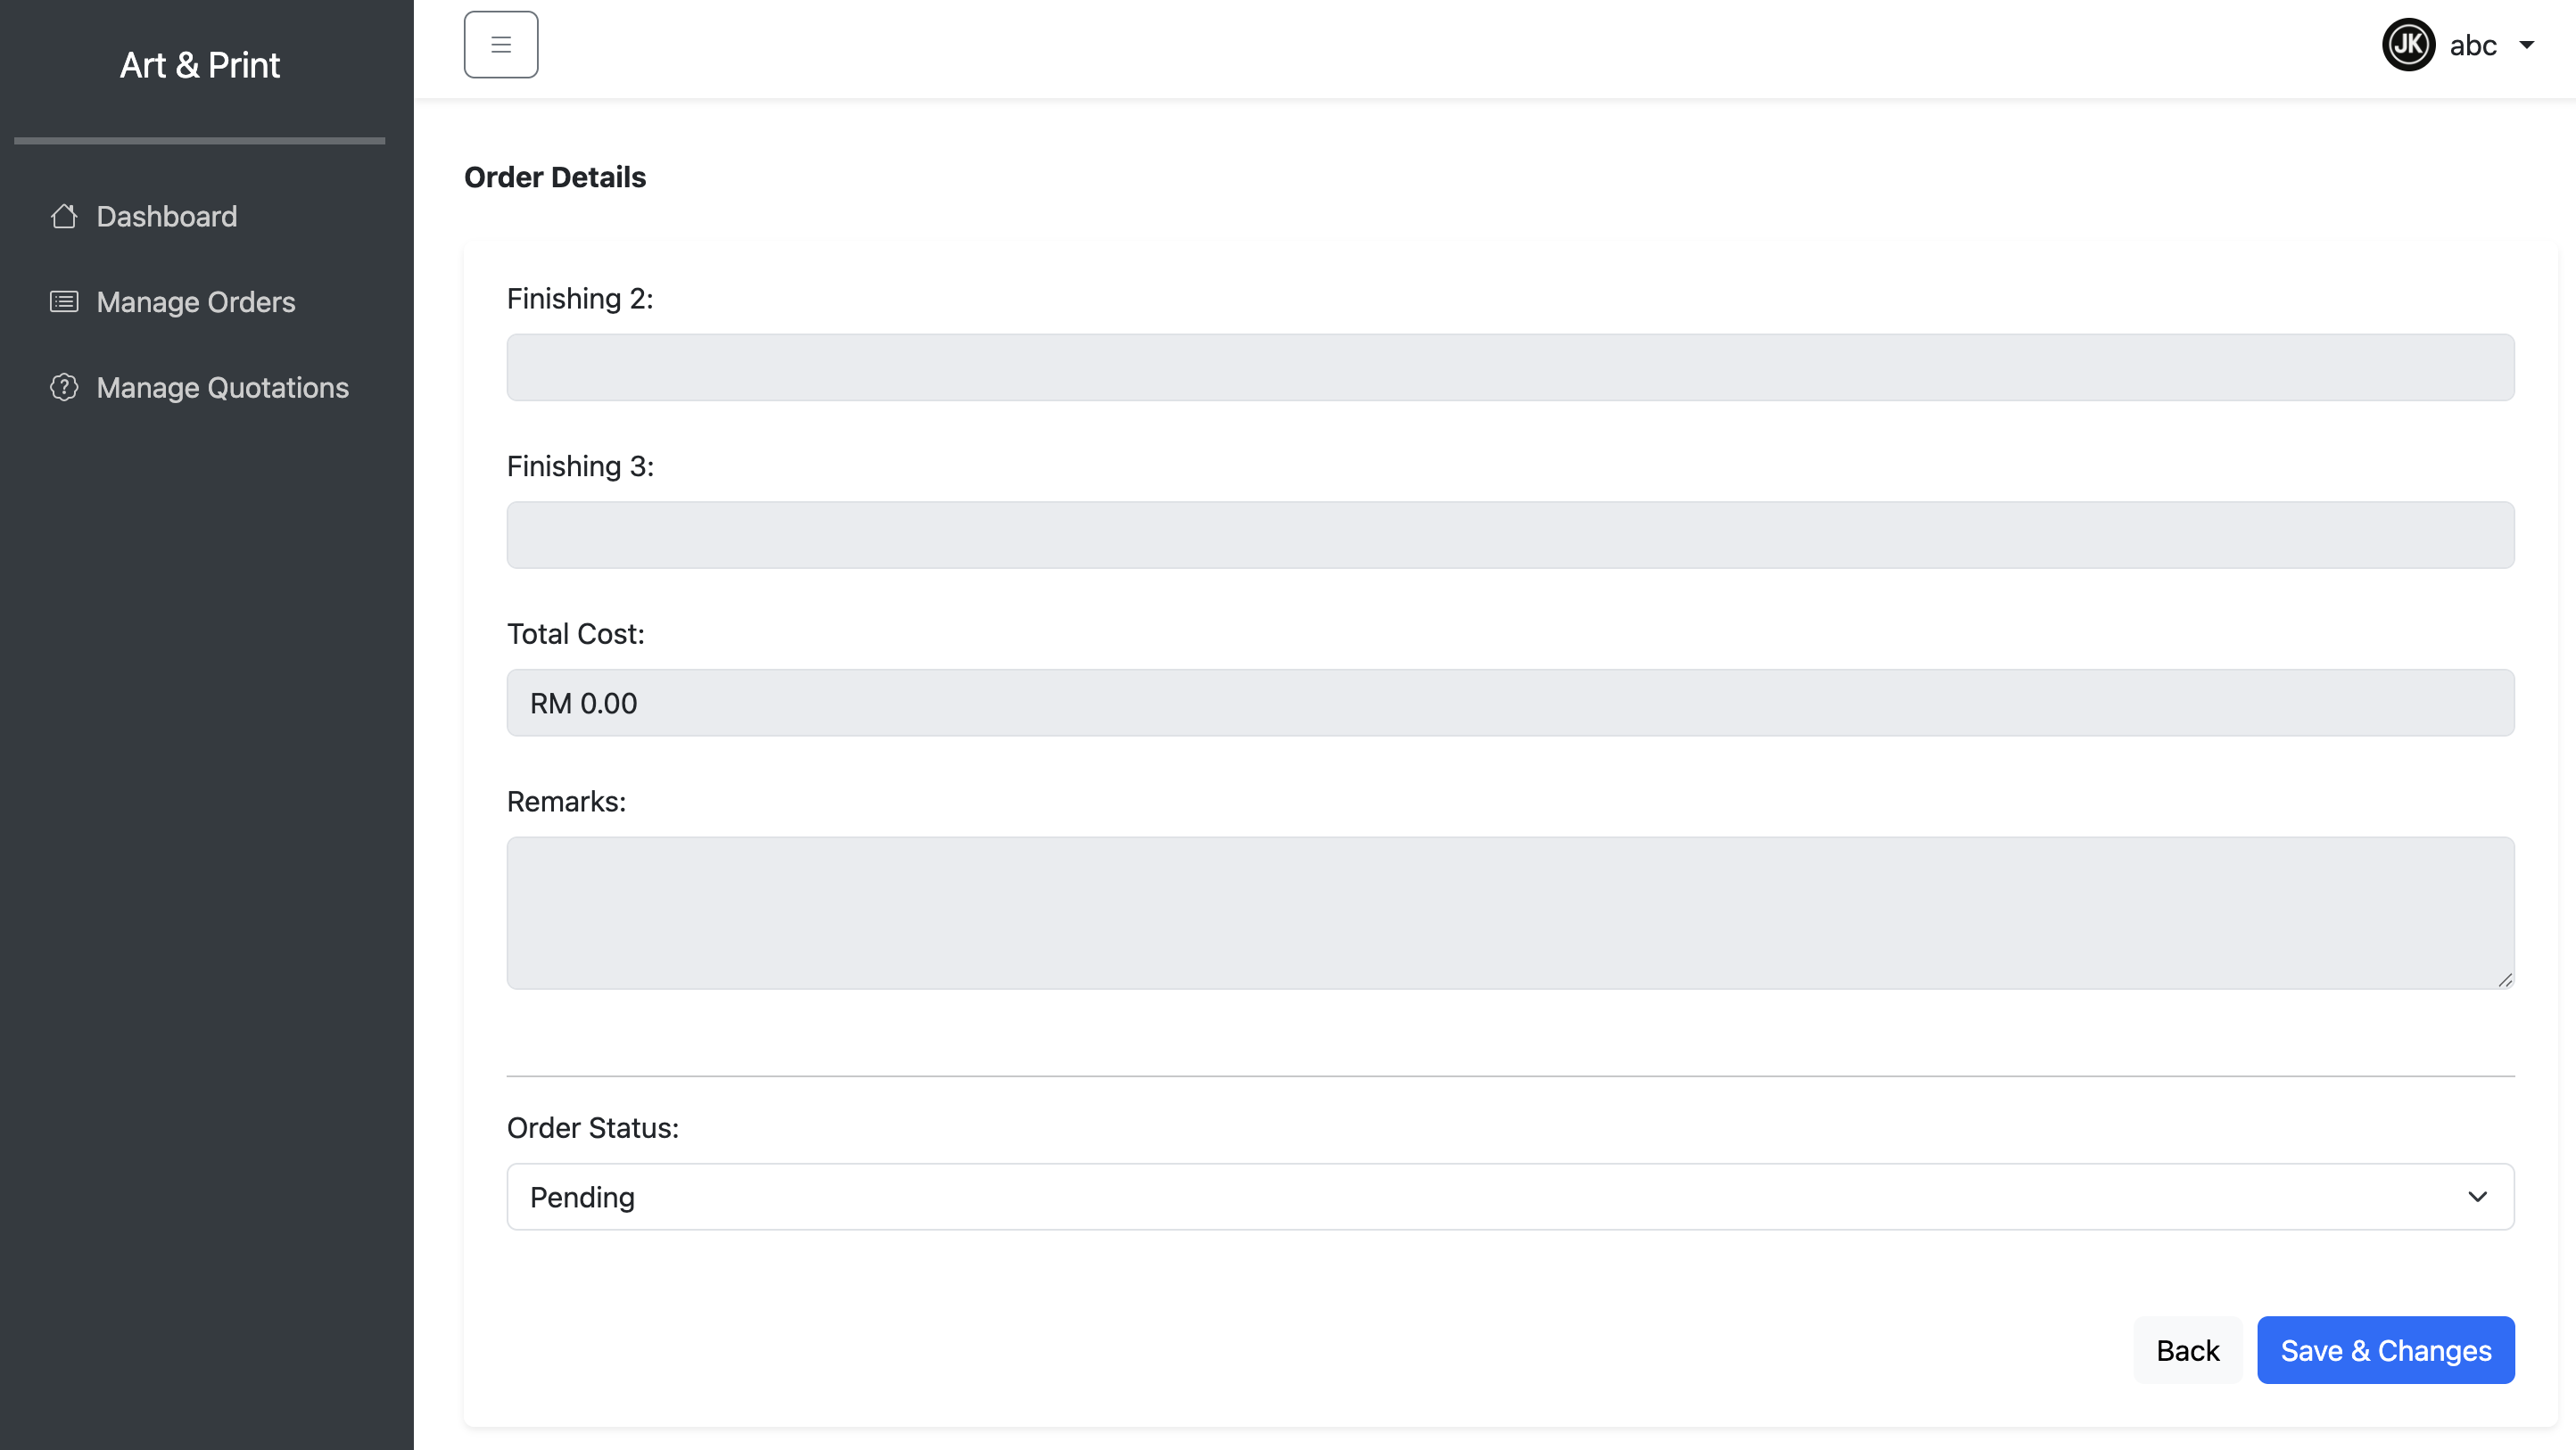 Art & Print
JK abc
Dashboard
Manage Orders
Manage Quotations
Order Details
Finishing 2:
Finishing 3:
Total Cost:
RM 0.00
Remarks:
Order Status:
Pending
Back
Save & Changes